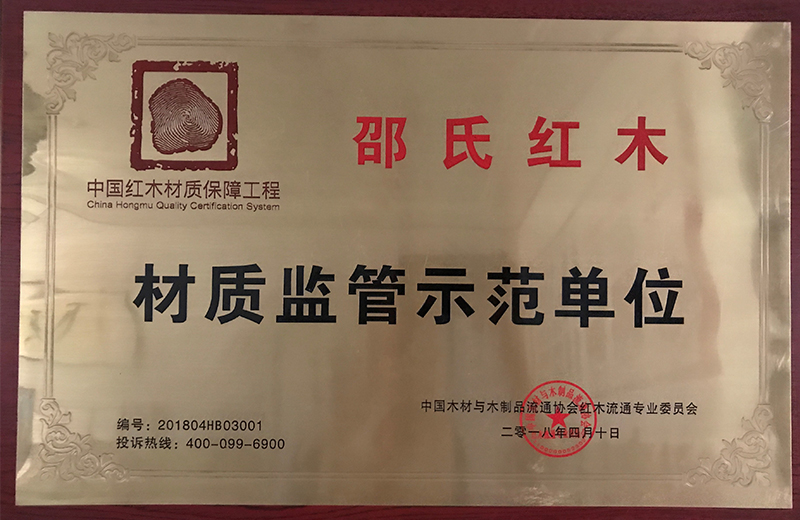 中国红木材质保障工程
China Hongmu Quality Certification System
邵氏红木
材质监管示范单位
编号：201804HB03001
投诉热线：400-099-6900
中国木材与木制品流通协会红木流通专业委员会
二零一八年四月十日